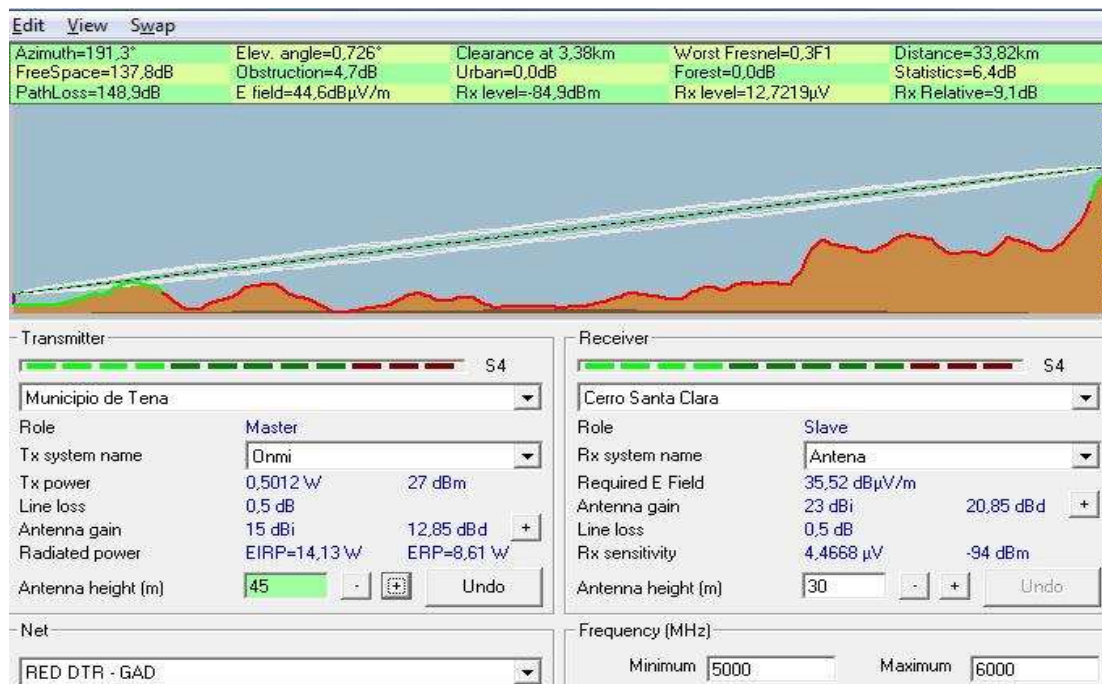 Edit View Swap
Azimuth=191,3° Elev. angle=0,726° Clearance at 3,38km Worst Fresnel=0,3F1 Distance=33,82km
FreeSpace=137,8dB Obstruction=4,7dB Urban=0,0dB Forest=0,0dB Statistics=6,4dB
PathLoss=148,9dB E field=44,6dBµV/m Rx level=-84,9dBm Rx level=12,7219µV Rx Relative=9,1dB
Transmitter
S4
Municipio de Tena
Role Master
Tx system name Onmi
Tx power 0,5012 W 27 dBm
Line loss 0,5 dB
Antenna gain 15 dBi 12,85 dBd +
Radiated power EIRP=14,13 W ERP=8,61 W
Antenna height (m) 45 - + Undo
Net
RED DTR - GAD
Receiver
S4
Cerro Santa Clara
Role Slave
Rx system name Antena
Required E Field 35,52 dBµV/m
Antenna gain 23 dBi 20,85 dBd +
Line loss 0,5 dB
Rx sensitivity 4,4668 µV -94 dBm
Antenna height (m) 30 - + Undo
Frequency (MHz)
Minimum 5000 Maximum 6000